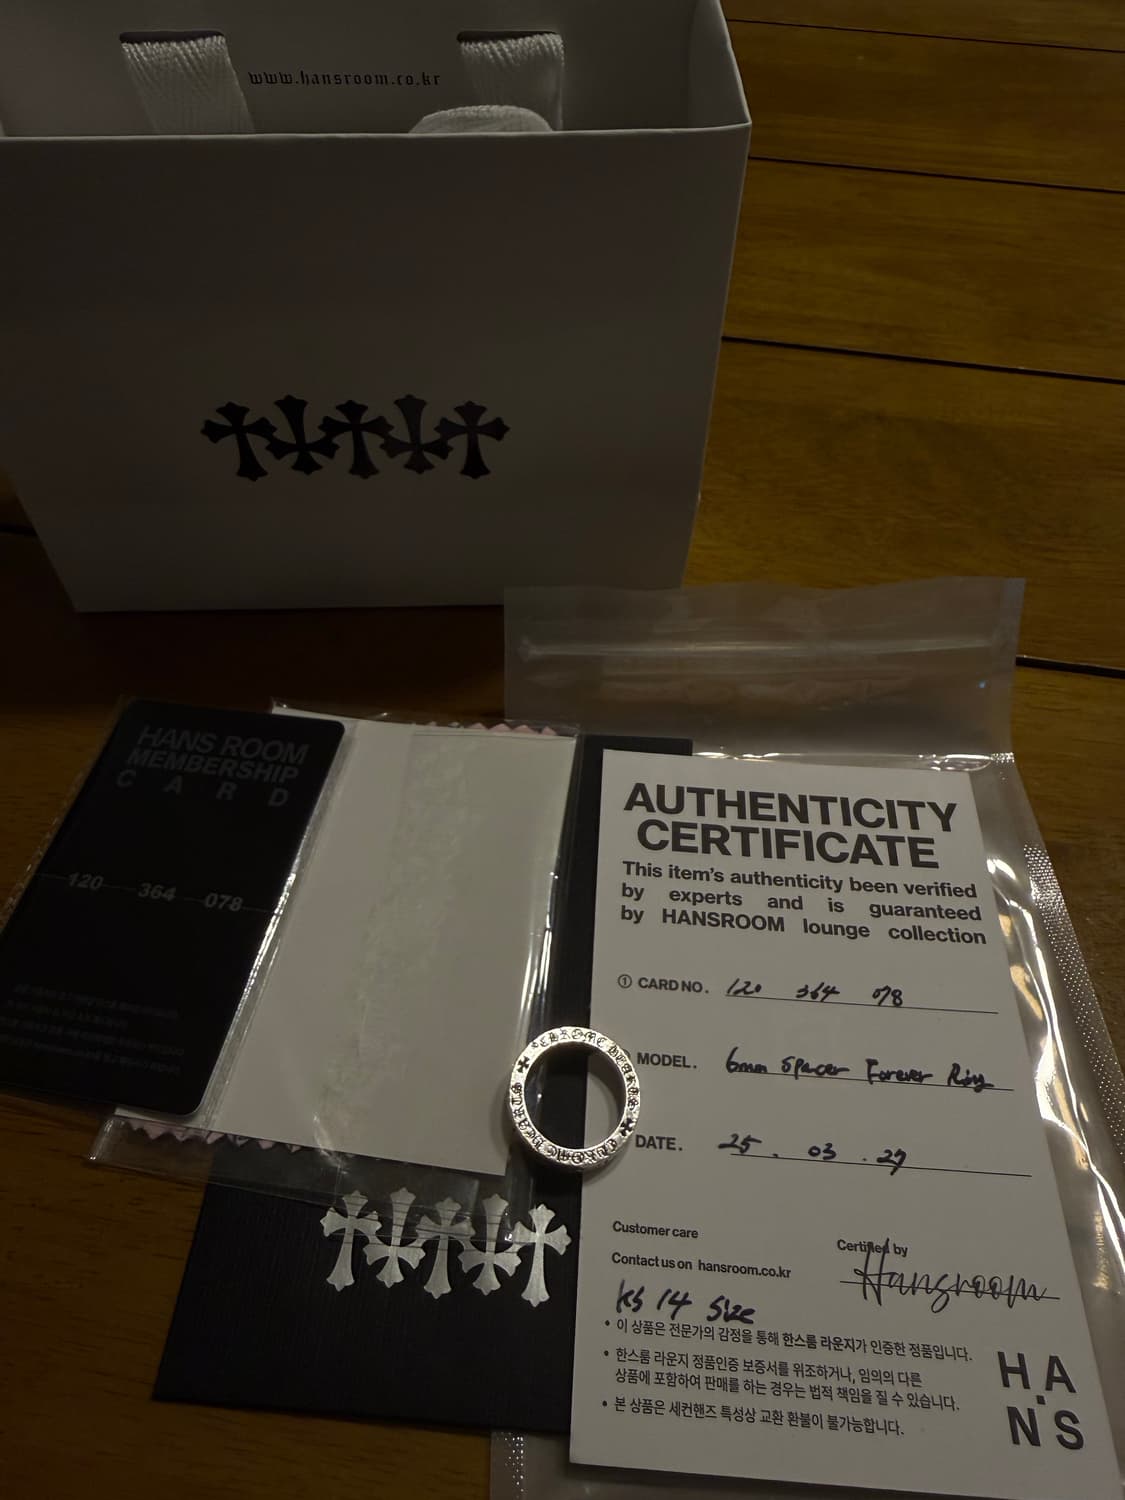 www.hansroom.co.kr
HANS ROOM
MEMBERSHIP
CARD
120 364 078
AUTHENTICITY
CERTIFICATE
This item's authenticity been verified
by experts and is guaranteed
by HANSROOM lounge collection
① CARD NO. 120 364 078
MODEL. 6mm Spacer Forever Ring
DATE. 25 . 03 . 27
CHROME HEARTS
CHROME HEARTS
Customer care
Contact us on hansroom.co.kr
Certified by
Hansroom
KS 14 Size
• 이 상품은 전문가의 감정을 통해 한스룸 라운지가 인증한 정품입니다.
• 한스룸 라운지 정품인증 보증서를 위조하거나, 임의의 다른
상품에 포함하여 판매를 하는 경우는 법적 책임을 질 수 있습니다.
• 본 상품은 세컨핸즈 특성상 교환 환불이 불가능합니다.
HA
N'S